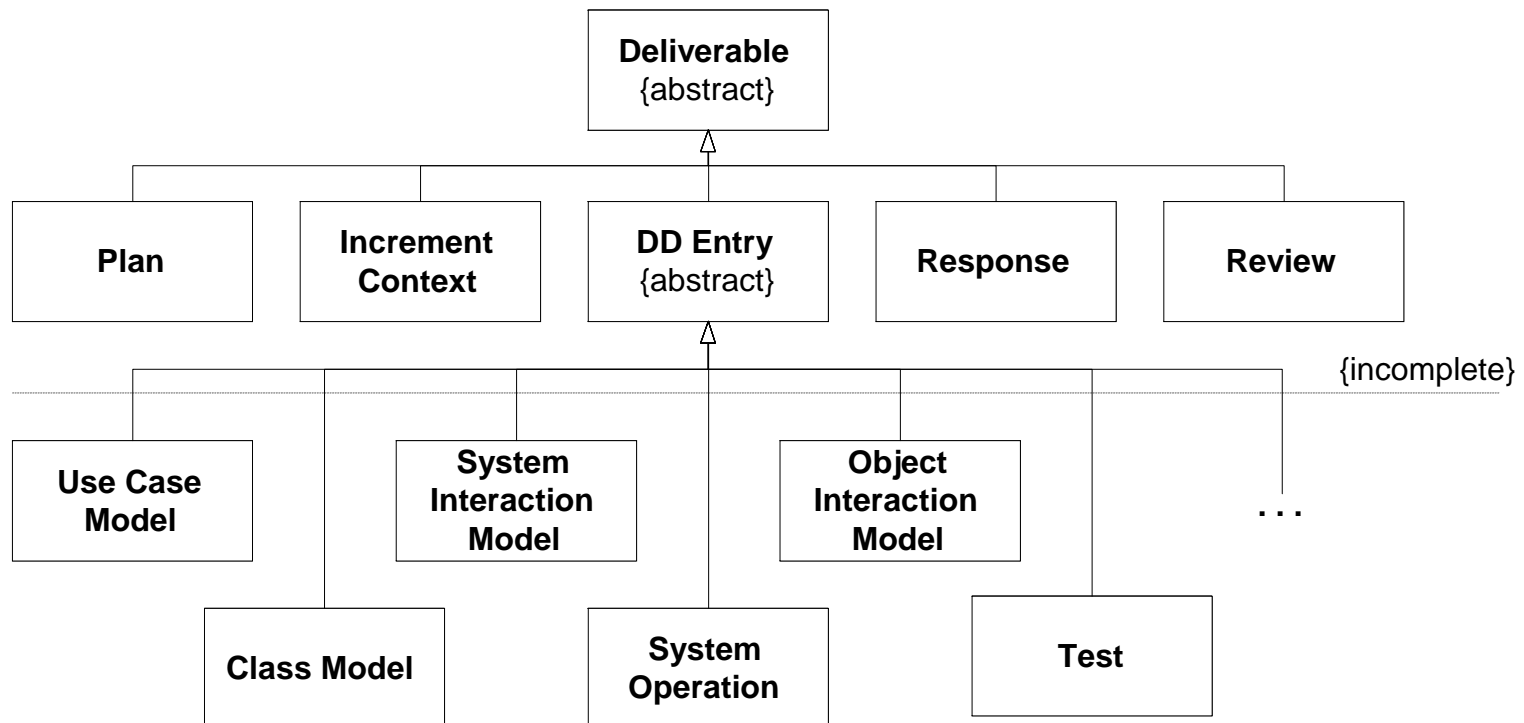 Deliverable
{abstract}
Plan
Increment
Context
DD Entry
{abstract}
Response
Review
{incomplete}
Use Case
Model
System
Interaction
Model
Object
Interaction
Model
. . .
Class Model
System
Operation
Test